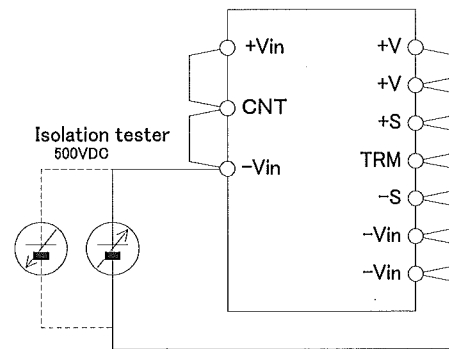 +Vin
CNT
-Vin
Isolation tester
500VDC
+V
+V
+S
TRM
-S
-Vin
-Vin